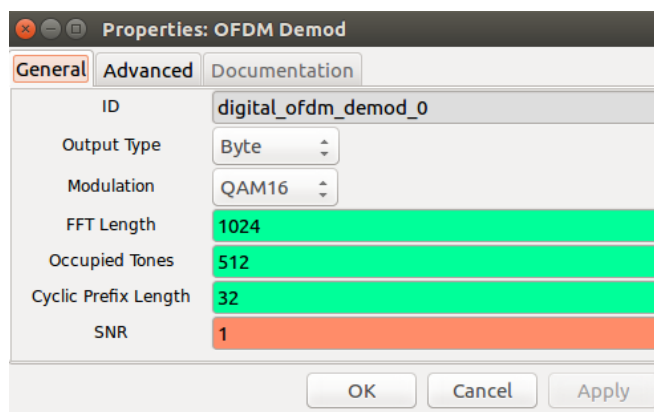 Properties: OFDM Demod
General Advanced Documentation
ID digital_ofdm_demod_0
Output Type Byte
Modulation QAM16
FFT Length 1024
Occupied Tones 512
Cyclic Prefix Length 32
SNR 1
OK Cancel Apply